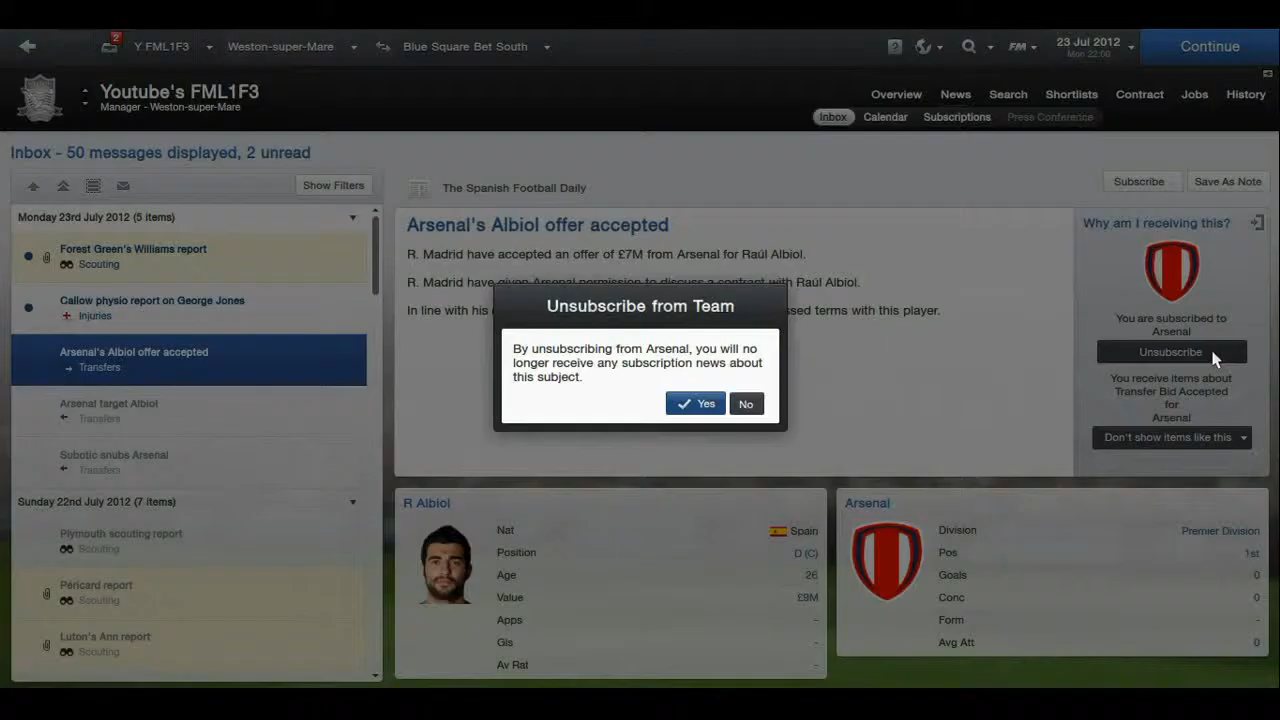 2
Y FML1F3
Weston-super-Mare
Blue Square Bet South
FM
23 Jul 2012
Mon 22:00
Continue
Youtube's FML1F3
Manager - Weston-super-Mare
Overview
News
Search
Shortlists
Contract
Jobs
History
Inbox
Calendar
Subscriptions
Press Conference
Inbox - 50 messages displayed, 2 unread
Show Filters
Monday 23rd July 2012 (5 items)
Forest Green's Williams report
Scouting
Callow physio report on George Jones
Injuries
Arsenal's Albiol offer accepted
Transfers
Arsenal target Albiol
Transfers
Subotic snubs Arsenal
Transfers
Sunday 22nd July 2012 (7 items)
Plymouth scouting report
Scouting
Péricard report
Scouting
Luton's Ann report
Scouting
The Spanish Football Daily
Subscribe
Save As Note
Arsenal's Albiol offer accepted
R. Madrid have accepted an offer of £7M from Arsenal for Raúl Albiol.
R. Madrid have given Arsenal permission to discuss a contract with Raúl Albiol.
In line with his
ssed terms with this player.
Unsubscribe from Team
By unsubscribing from Arsenal, you will no
longer receive any subscription news about
this subject.
Yes
No
Why am I receiving this?
You are subscribed to
Arsenal
Unsubscribe
You receive items about
Transfer Bid Accepted
for
Arsenal
Don't show items like this
R Albiol
Nat Spain
Position D (C)
Age 26
Value £9M
Apps -
Gls -
Av Rat -
Arsenal
Division Premier Division
Pos 1st
Goals 0
Conc 0
Form -
Avg Att 0